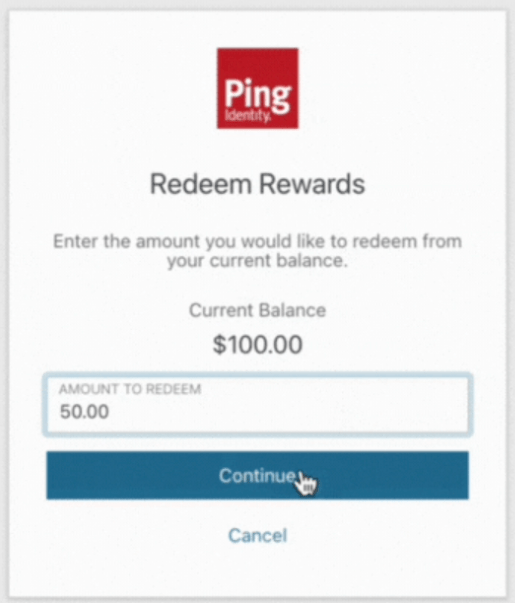 Ping
Identity.
Redeem Rewards
Enter the amount you would like to redeem from
your current balance.
Current Balance
$100.00
AMOUNT TO REDEEM
50.00
Continue
Cancel